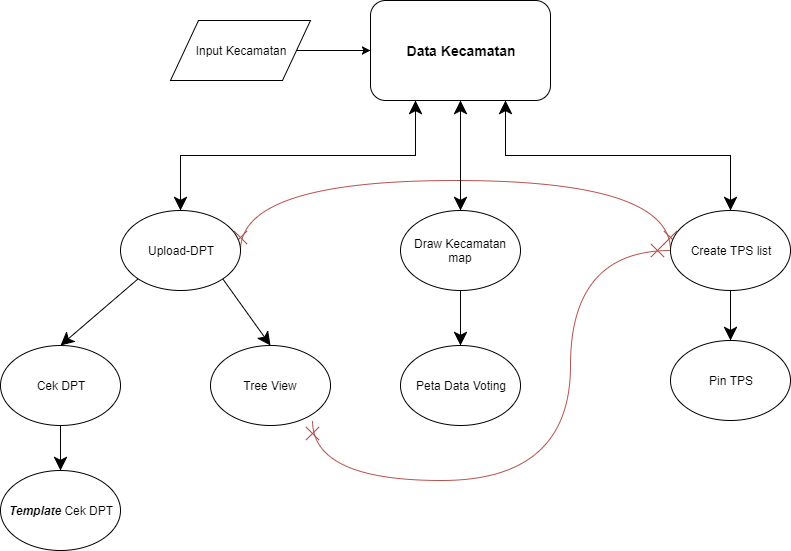 Input Kecamatan
Data Kecamatan
Upload-DPT
Draw Kecamatan
map
Create TPS list
Cek DPT
Tree View
Peta Data Voting
Pin TPS
Template Cek DPT